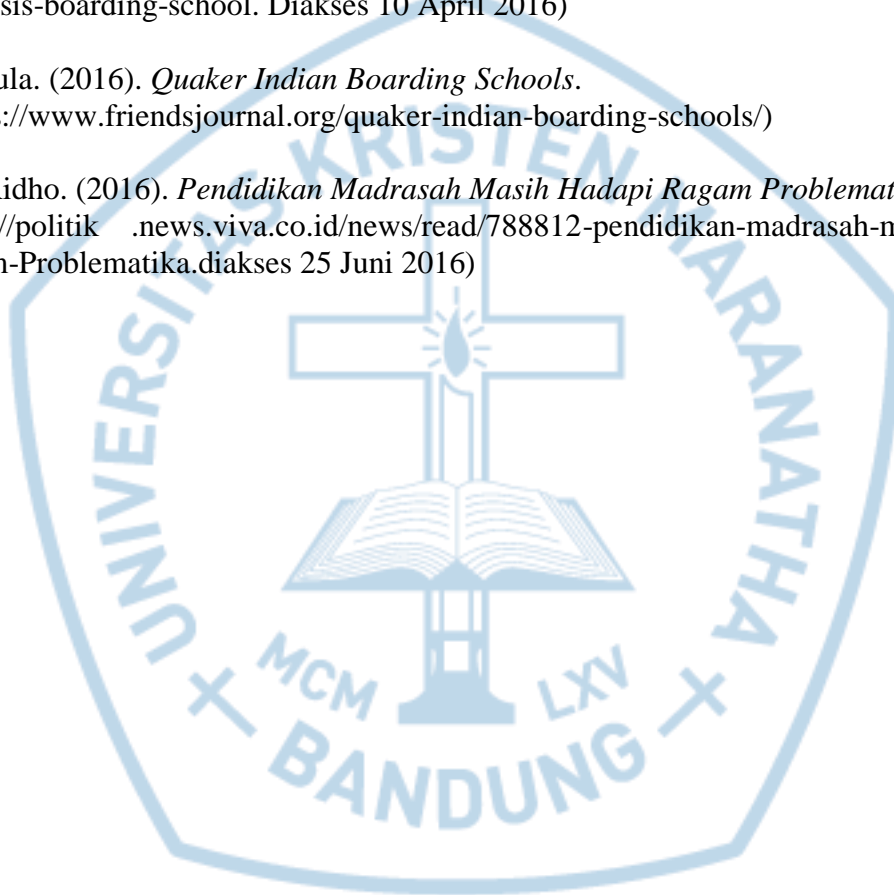 sis-boarding-school. Diakses 10 April 2016)
ula. (2016). Quaker Indian Boarding Schools.
://www.friendsjournal.org/quaker-indian-boarding-schools/)
idho. (2016). Pendidikan Madrasah Masih Hadapi Ragam Problemat
//politik .news.viva.co.id/news/read/788812-pendidikan-madrasah-m
n-Problematika.diakses 25 Juni 2016)
UNIVERSITAS KRISTEN MARANATHA
MCM LXV
BANDUNG